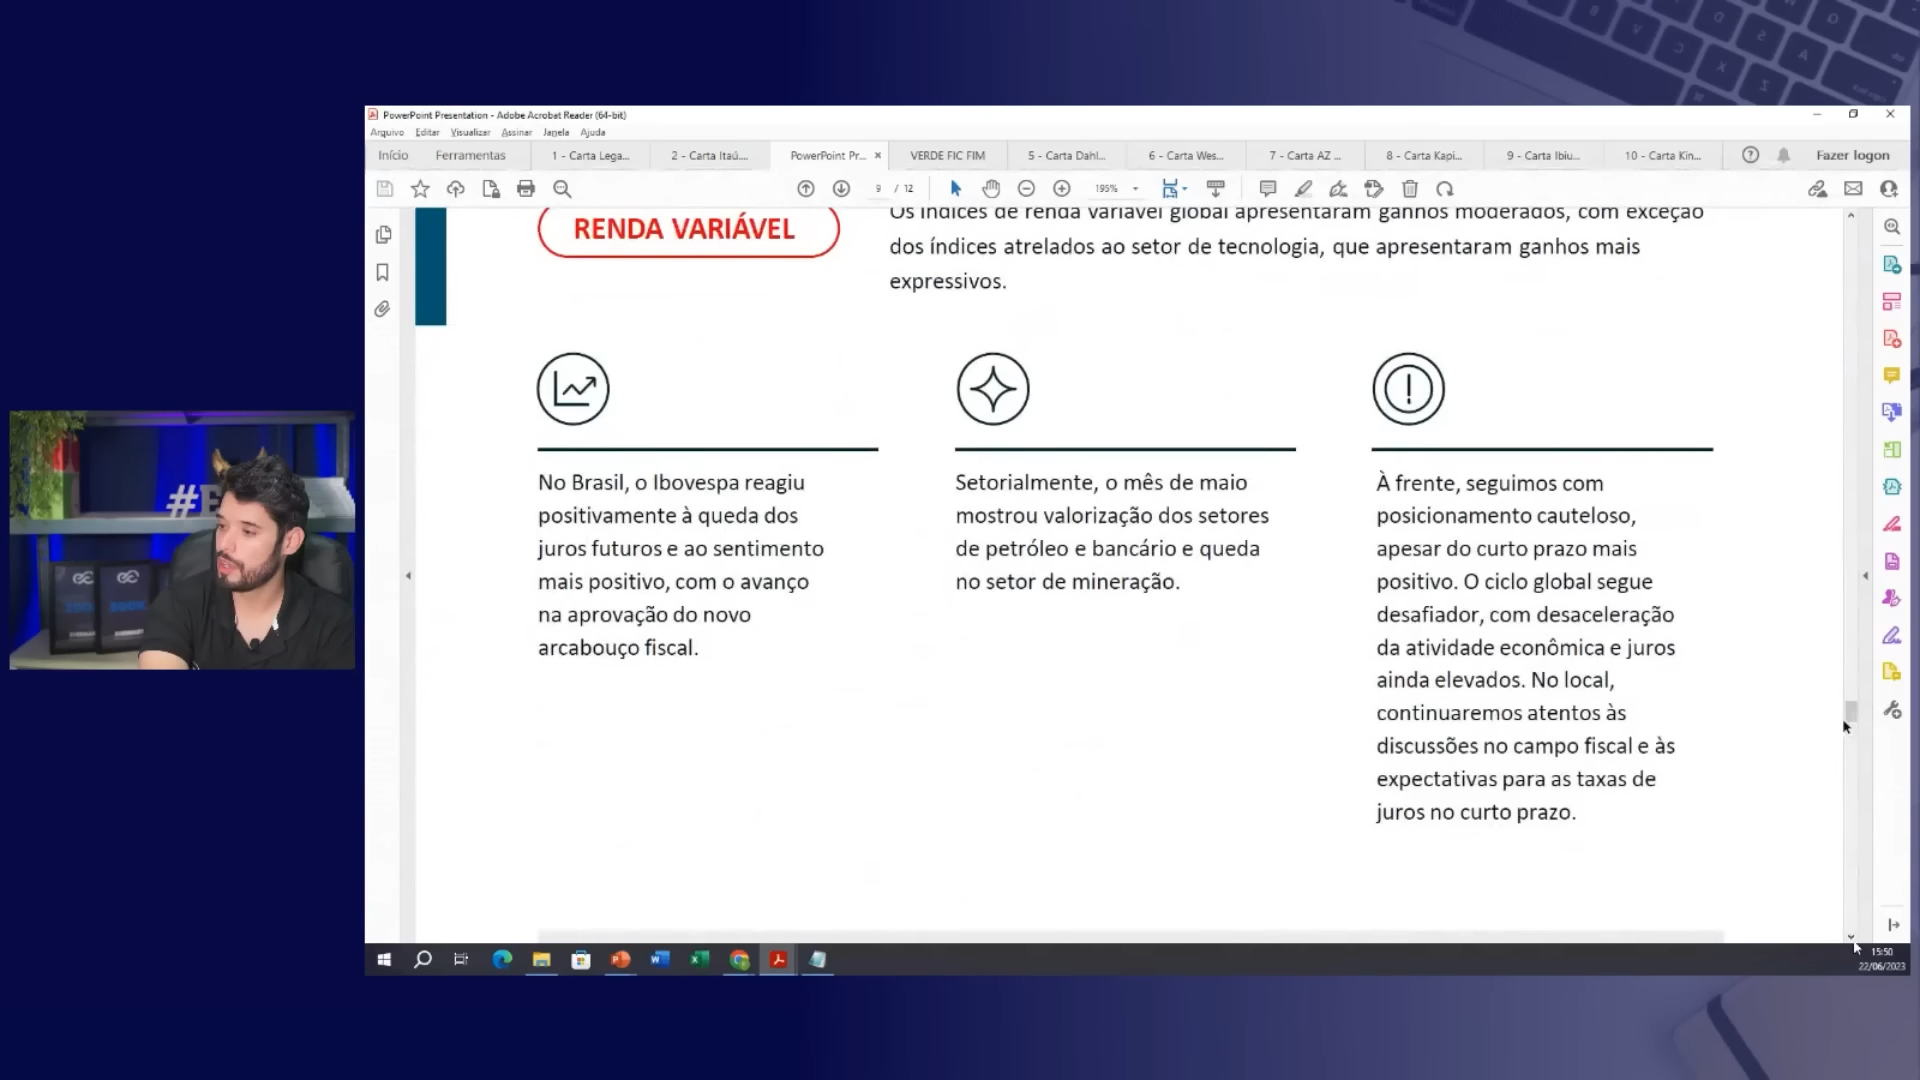 PowerPoint Presentation - Adobe Acrobat Reader (64-bit)
Arquivo Editar Visualizar Assinar Janela Ajuda
Início Ferramentas 1 - Carta Lega... 2 - Carta Itaú.... PowerPoint Pr... × VERDE FIC FIM 5 - Carta Dahl... 6 - Carta Wes... 7 - Carta AZ ... 8 - Carta Kapi... 9 - Carta Ibiu... 10 - Carta Kin... Fazer logon
9 / 12 195%
RENDA VARIÁVEL
Os índices de renda variável global apresentaram ganhos moderados, com exceção
dos índices atrelados ao setor de tecnologia, que apresentaram ganhos mais
expressivos.
No Brasil, o Ibovespa reagiu
positivamente à queda dos
juros futuros e ao sentimento
mais positivo, com o avanço
na aprovação do novo
arcabouço fiscal.
Setorialmente, o mês de maio
mostrou valorização dos setores
de petróleo e bancário e queda
no setor de mineração.
À frente, seguimos com
posicionamento cauteloso,
apesar do curto prazo mais
positivo. O ciclo global segue
desafiador, com desaceleração
da atividade econômica e juros
ainda elevados. No local,
continuaremos atentos às
discussões no campo fiscal e às
expectativas para as taxas de
juros no curto prazo.
15:50
22/06/2023